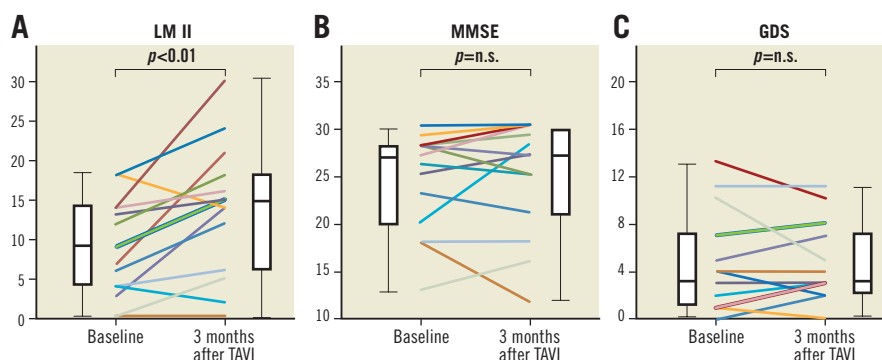 A LM II
p<0.01
30
25
20
15
10
5
0
Baseline 3 months
after TAVI
B MMSE
p=n.s.
35
30
25
20
15
10
Baseline 3 months
after TAVI
C GDS
p=n.s.
20
16
12
8
4
0
Baseline 3 months
after TAVI